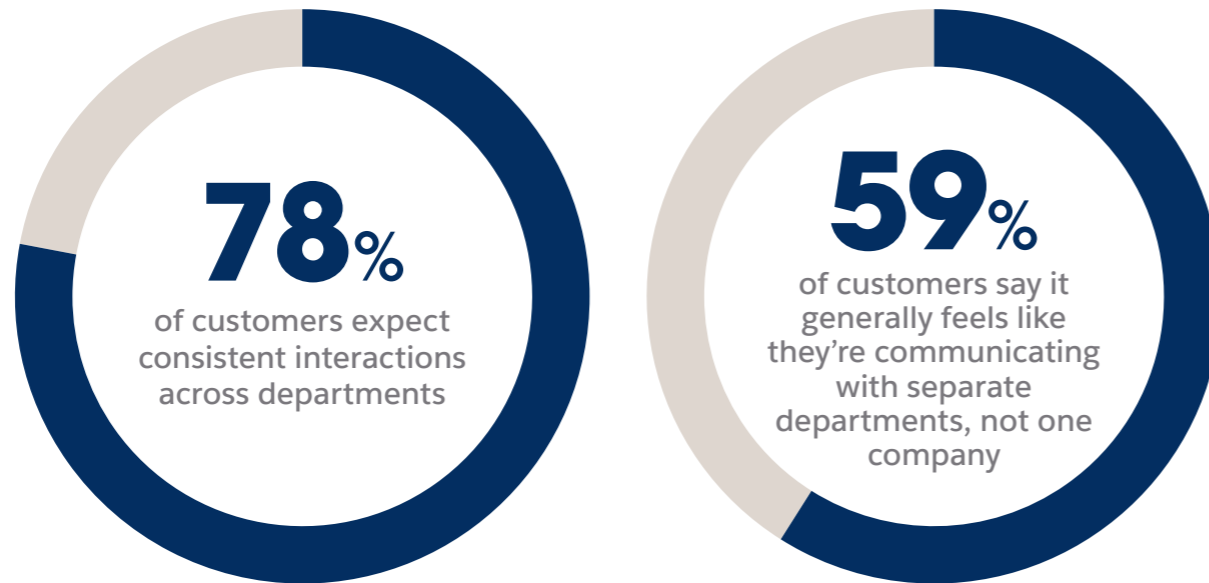 78%
of customers expect
consistent interactions
across departments
59%
of customers say it
generally feels like
they’re communicating
with separate
departments, not one
company